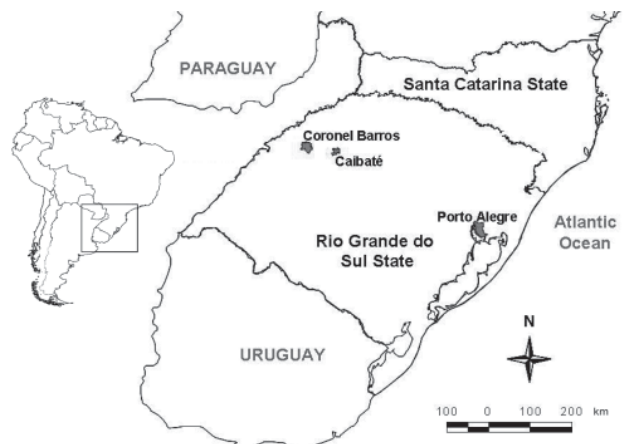 PARAGUAY
Santa Catarina State
Coronel Barros
Caibaté
Porto Alegre
Rio Grande do
Sul State
Atlantic
Ocean
N
URUGUAY
100 0 100 200 km